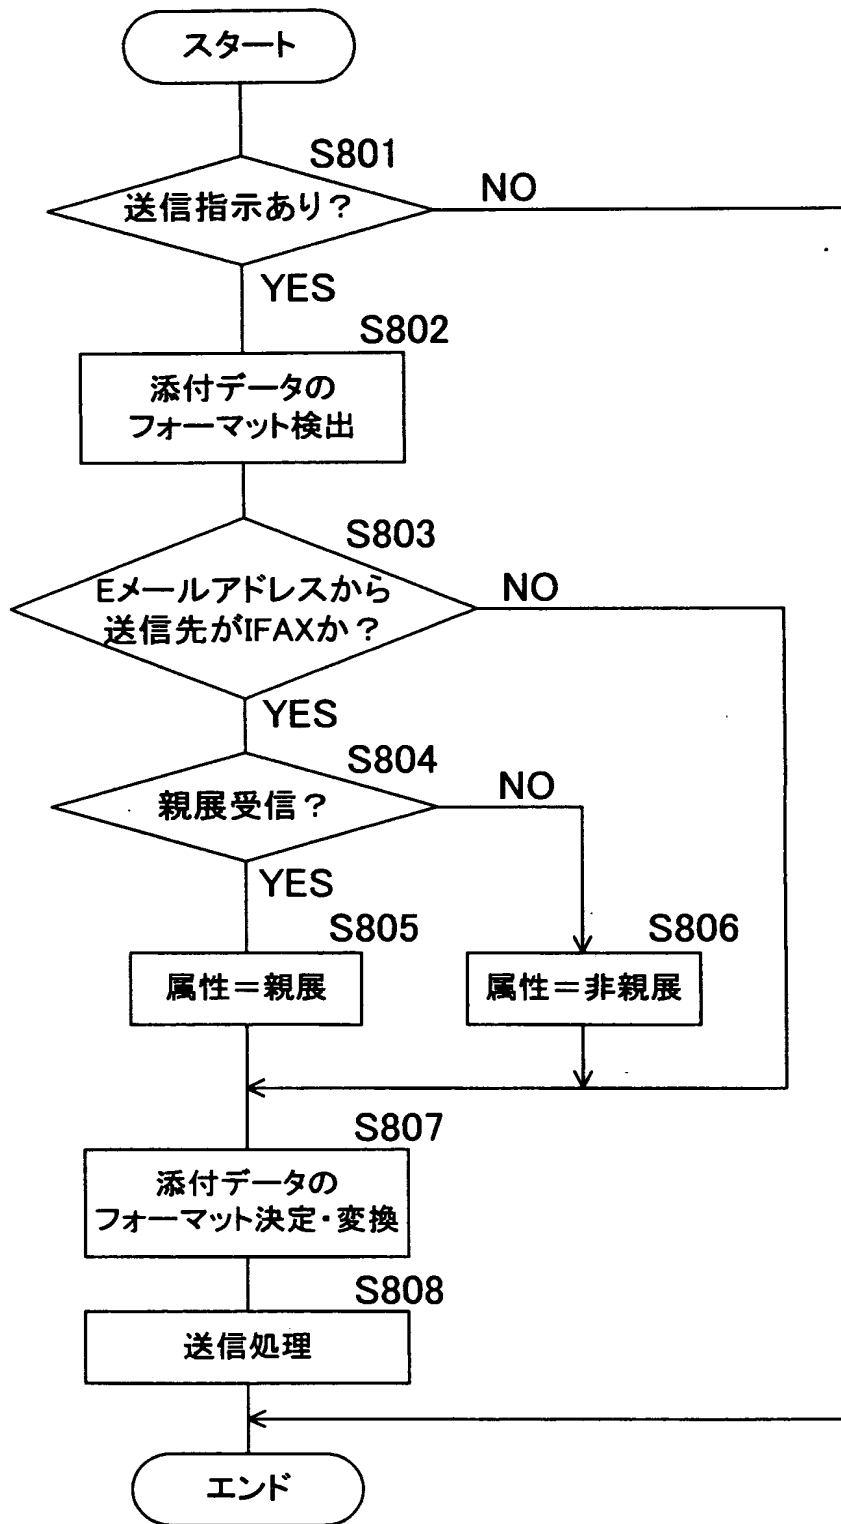 スタート
S801
送信指示あり？
NO
YES
S802
添付データの
フォーマット検出
S803
Eメールアドレスから
送信先がIFAXか？
NO
YES
S804
親展受信？
NO
YES
S805
属性＝親展
S806
属性＝非親展
S807
添付データの
フォーマット決定・変換
S808
送信処理
エンド